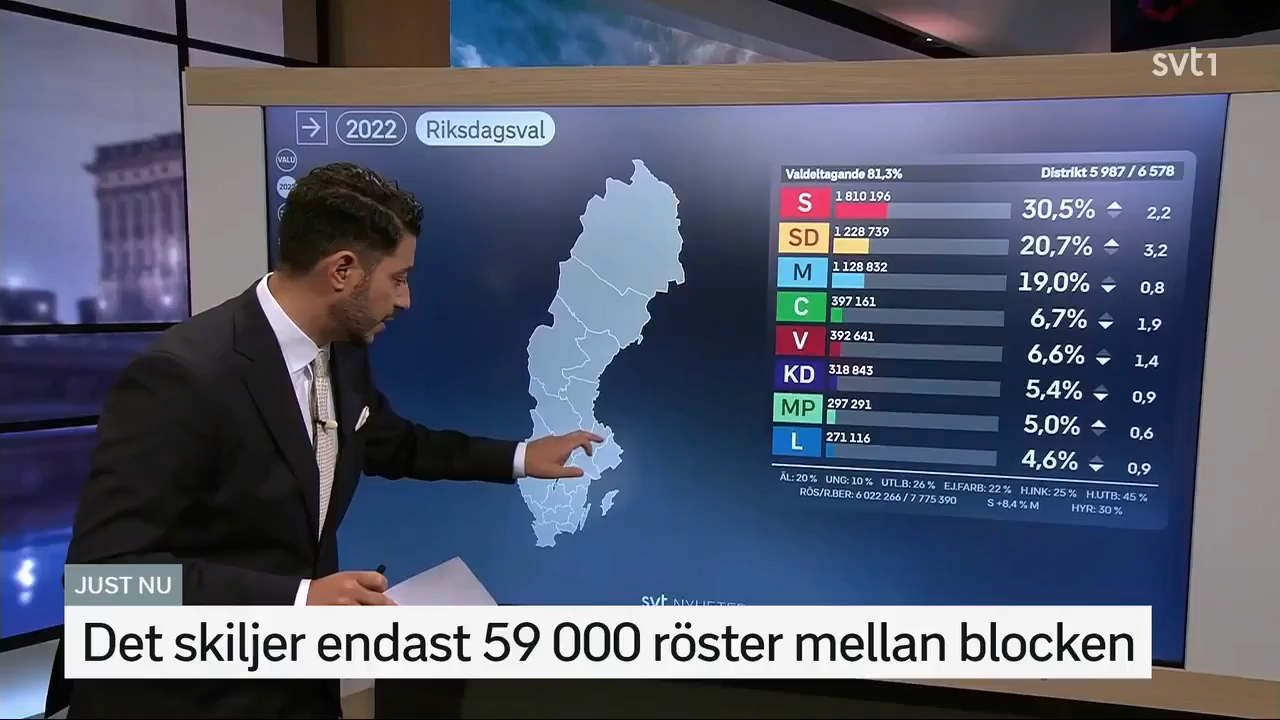 svt1
→ 2022 Riksdagsval
VALU
Valdeltagande 81,3% Distrikt 5 987 / 6 578
S 1 810 196 30,5% 2,2
SD 1 228 739 20,7% 3,2
M 1 128 832 19,0% 0,8
C 397 161 6,7% 1,9
V 392 641 6,6% 1,4
KD 318 843 5,4% 0,9
MP 297 291 5,0% 0,6
L 271 116 4,6% 0,9
ÄL: 20 % UNG: 10 % UTL.B: 26 % EJ.FARB: 22 % H.INK: 25 % H.UTB: 45 %
RÖS/R.BER: 6 022 266 / 7 775 390 S +8,4 % M HYR: 30 %
svt NYHETER
JUST NU
Det skiljer endast 59 000 röster mellan blocken